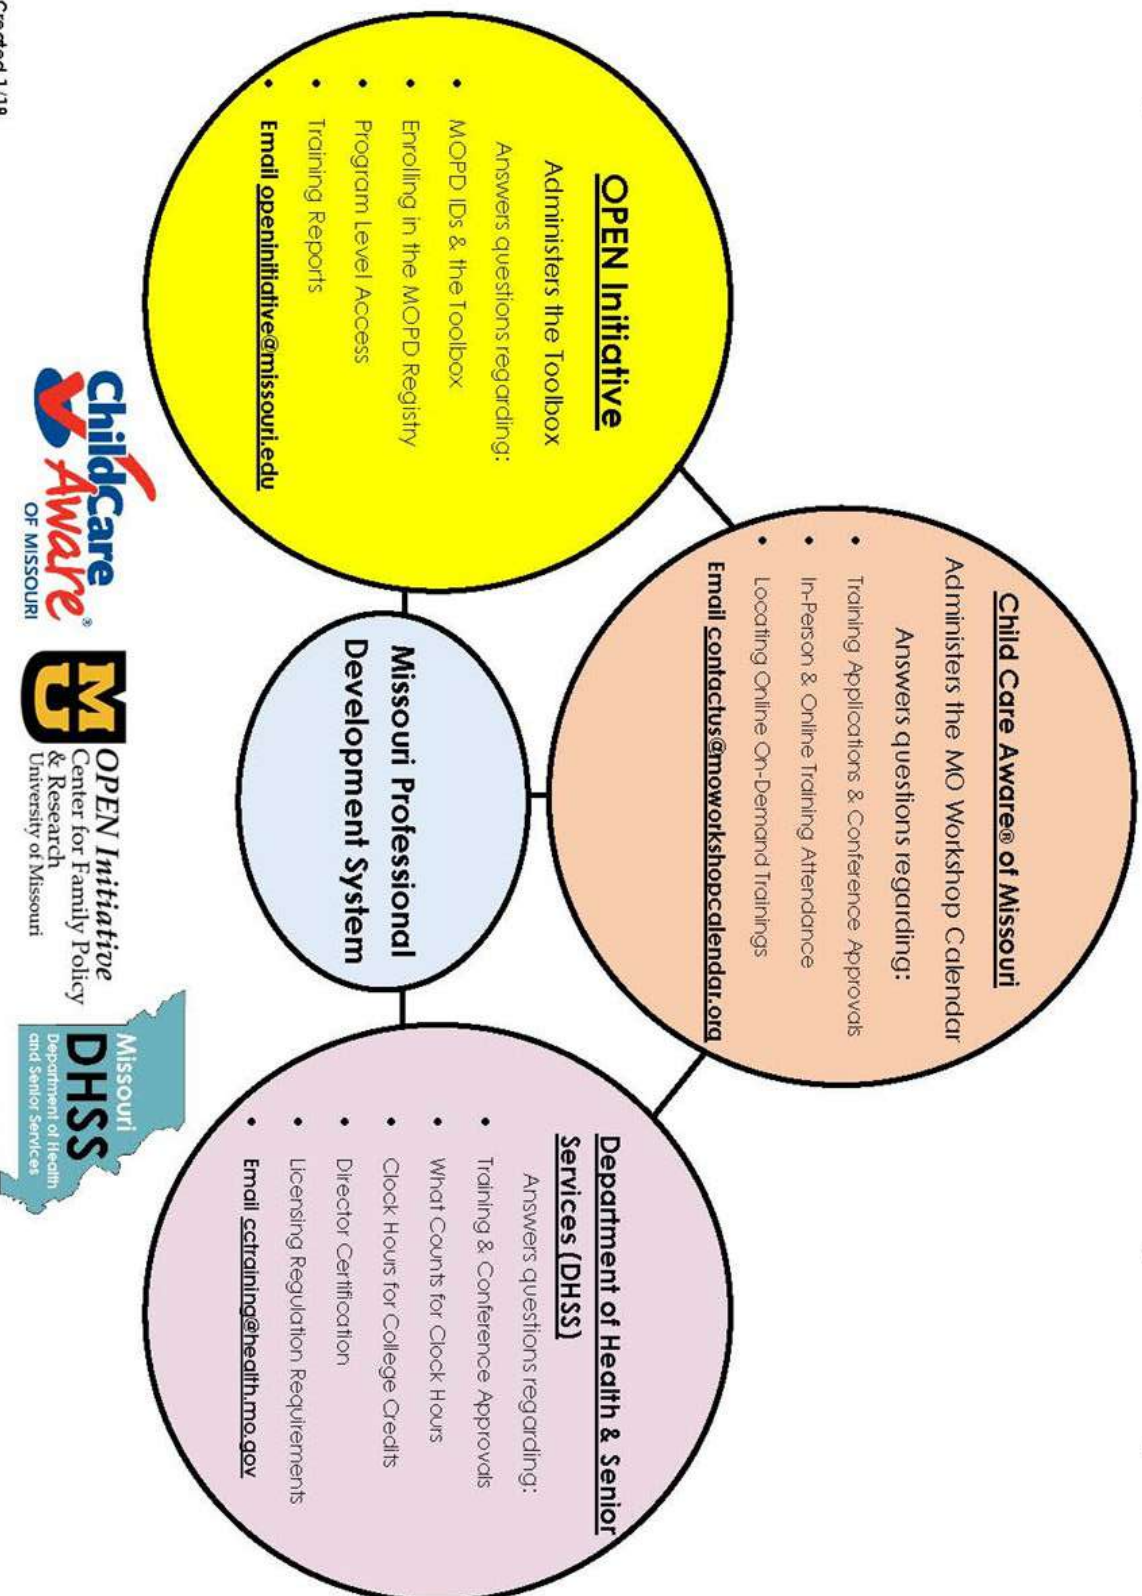 Child Care Aware® of Missouri
Administers the MO Workshop Calendar
Answers questions regarding:
• Training Applications & Conference Approvals
• In-Person & Online Training Attendance
• Locating Online On-Demand Trainings
Email contactus@moworkshopcalendar.org
OPEN Initiative
Administers the Toolbox
Answers questions regarding:
• MOPD IDs & the Toolbox
• Enrolling in the MOPD Registry
• Program Level Access
• Training Reports
• Email openinitiative@missouri.edu
Missouri Professional
Development System
Department of Health & Senior
Services (DHSS)
Answers questions regarding:
• Training & Conference Approvals
• What Counts for Clock Hours
• Clock Hours for College Credits
• Director Certification
• Licensing Regulation Requirements
• Email cctraining@health.mo.gov
ChildCare
Aware®
OF MISSOURI
MU
OPEN Initiative
Center for Family Policy
& Research
University of Missouri
Missouri
DHSS
Department of Health
and Senior Services
Created 1/18